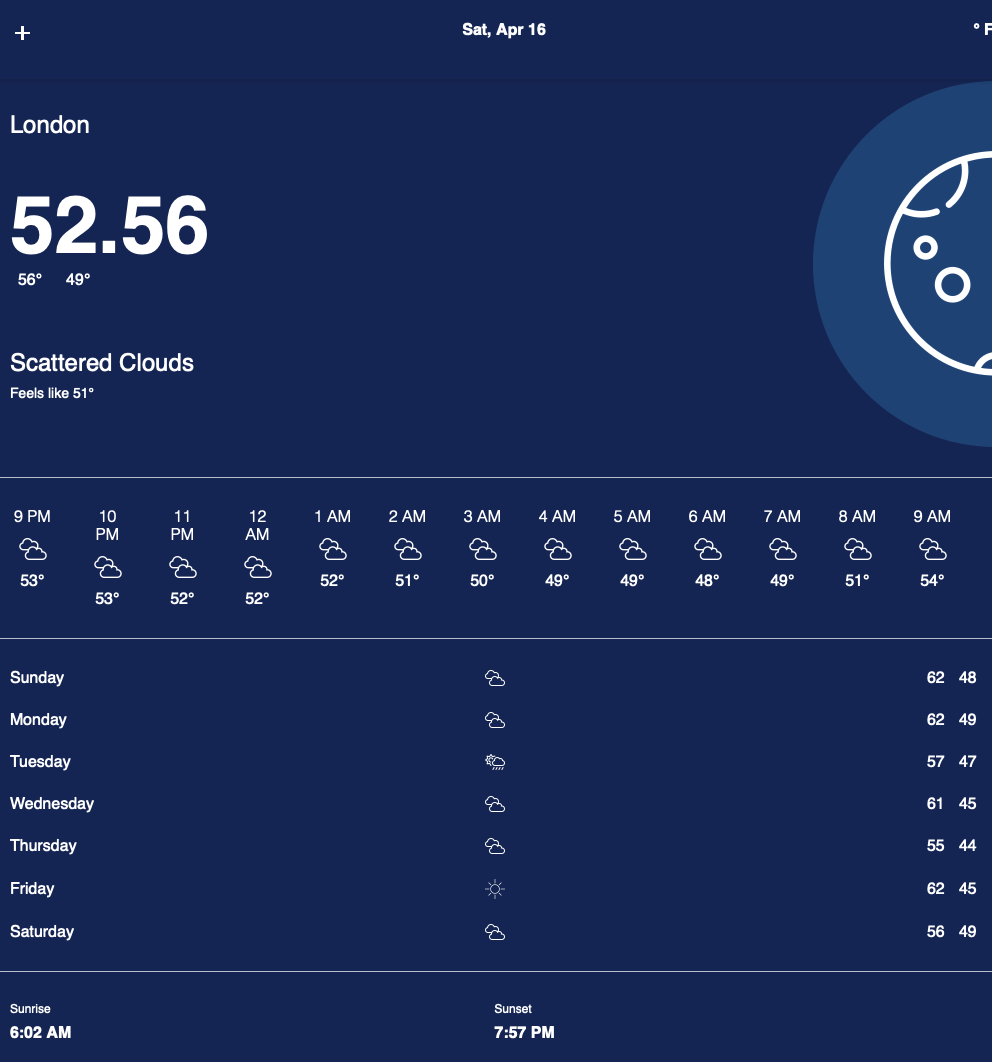 + Sat, Apr 16 ° F
London
52.56
56° 49°
Scattered Clouds
Feels like 51°
9 PM 10 PM 11 PM 12 AM 1 AM 2 AM 3 AM 4 AM 5 AM 6 AM 7 AM 8 AM 9 AM
53° 53° 52° 52° 52° 51° 50° 49° 49° 48° 49° 51° 54°
Sunday 62 48
Monday 62 49
Tuesday 57 47
Wednesday 61 45
Thursday 55 44
Friday 62 45
Saturday 56 49
Sunrise Sunset
6:02 AM 7:57 PM